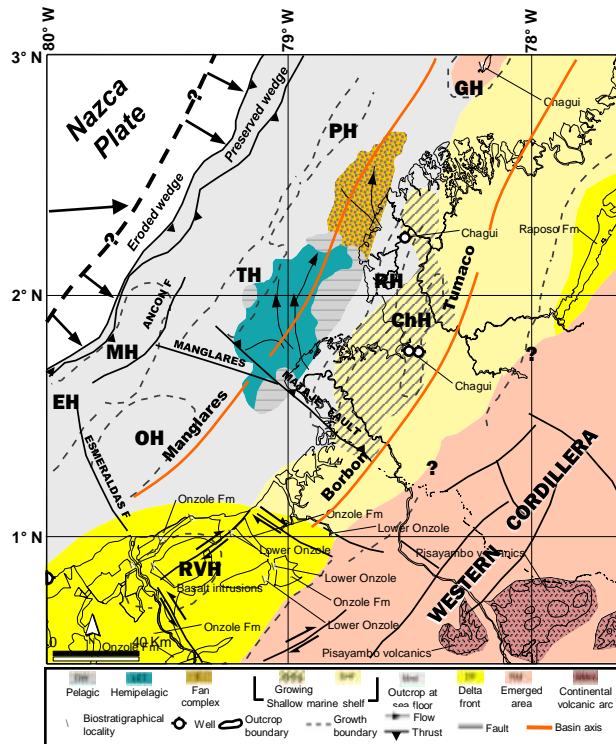 80° W
79°
78°
3° N
Nazca
Plate
?
Eroded wedge
Preserved wedge
GH
Chagui
PH
?
TH
Chagui
RH
Tumaco
Raposo Fm
2° N
ANCON F
MH
MANGLARES
ChH
?
Chagui
EH
OH
Manglares
MATAJE FAULT
ESMERALDAS F
Borbon
?
WESTERN CORDILLERA
1° N
Onzole Fm
Onzole Fm
Lower Onzole
RVH
Lower Onzole
Pisayambo volcanics
Basalt intrusions
Lower Onzole
Onzole Fm
Onzole Fm
Lower Onzole
0 40 Km
Onzole Fm
Pisayambo volcanics
Pelagic
Hemipelagic
Fan
complex
Growing
Shallow marine shelf
Outcrop at
sea floor
Delta
front
Emerged
area
Continental
volcanic arc
Biostratigraphical
locality
Well
Outcrop
boundary
Growth
boundary
Flow
Thrust
Fault
Basin axis